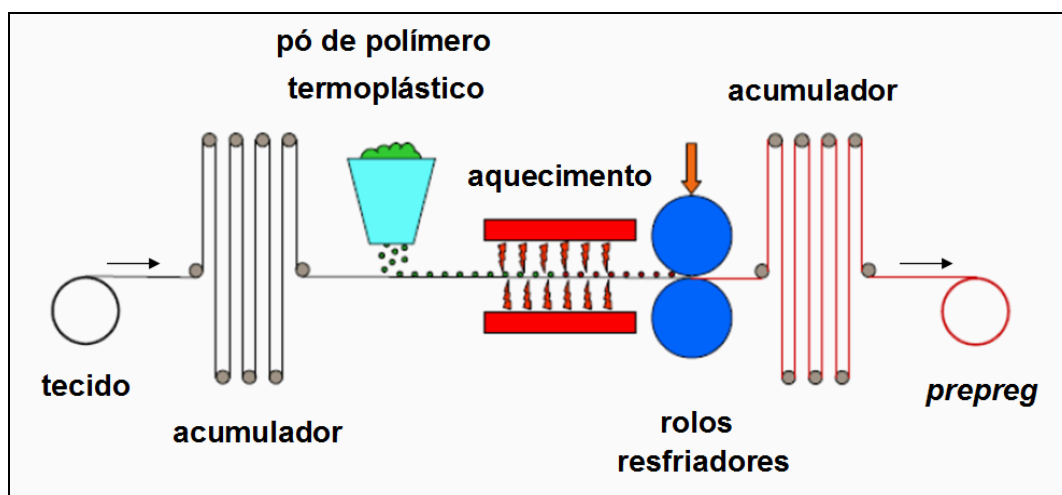 pó de polímero
termoplástico
acumulador
aquecimento
tecido
prepreg
acumulador
rolos
resfriadores